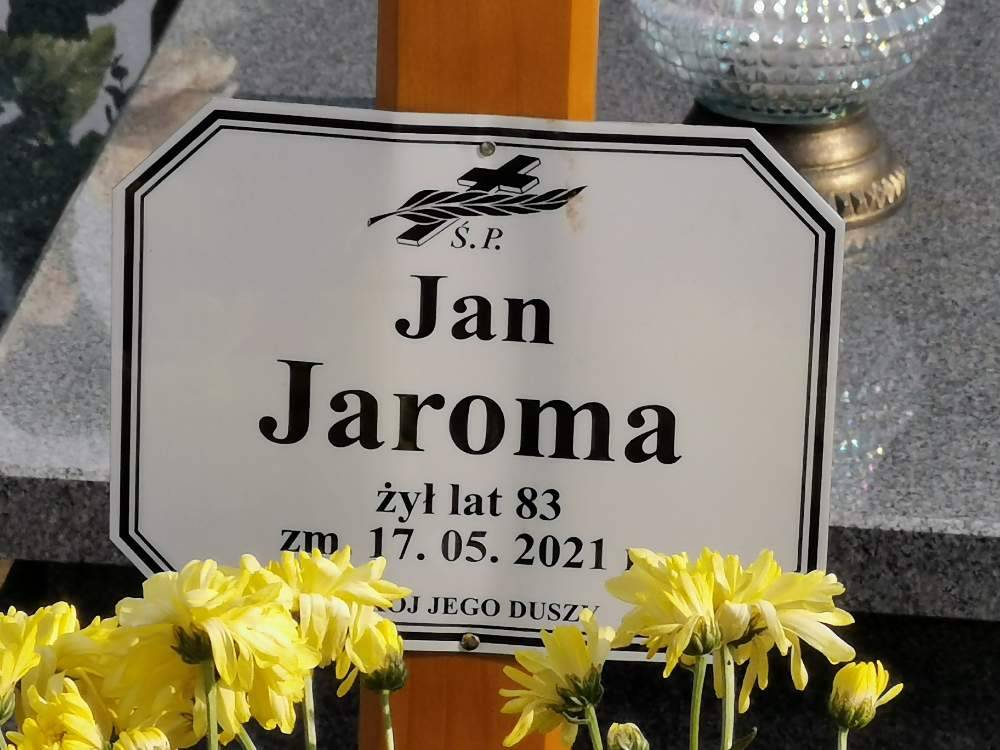 Ś.P.
Jan
Jaroma
żył lat 83
zm. 17. 05. 2021 r.
JEGO DUSZY